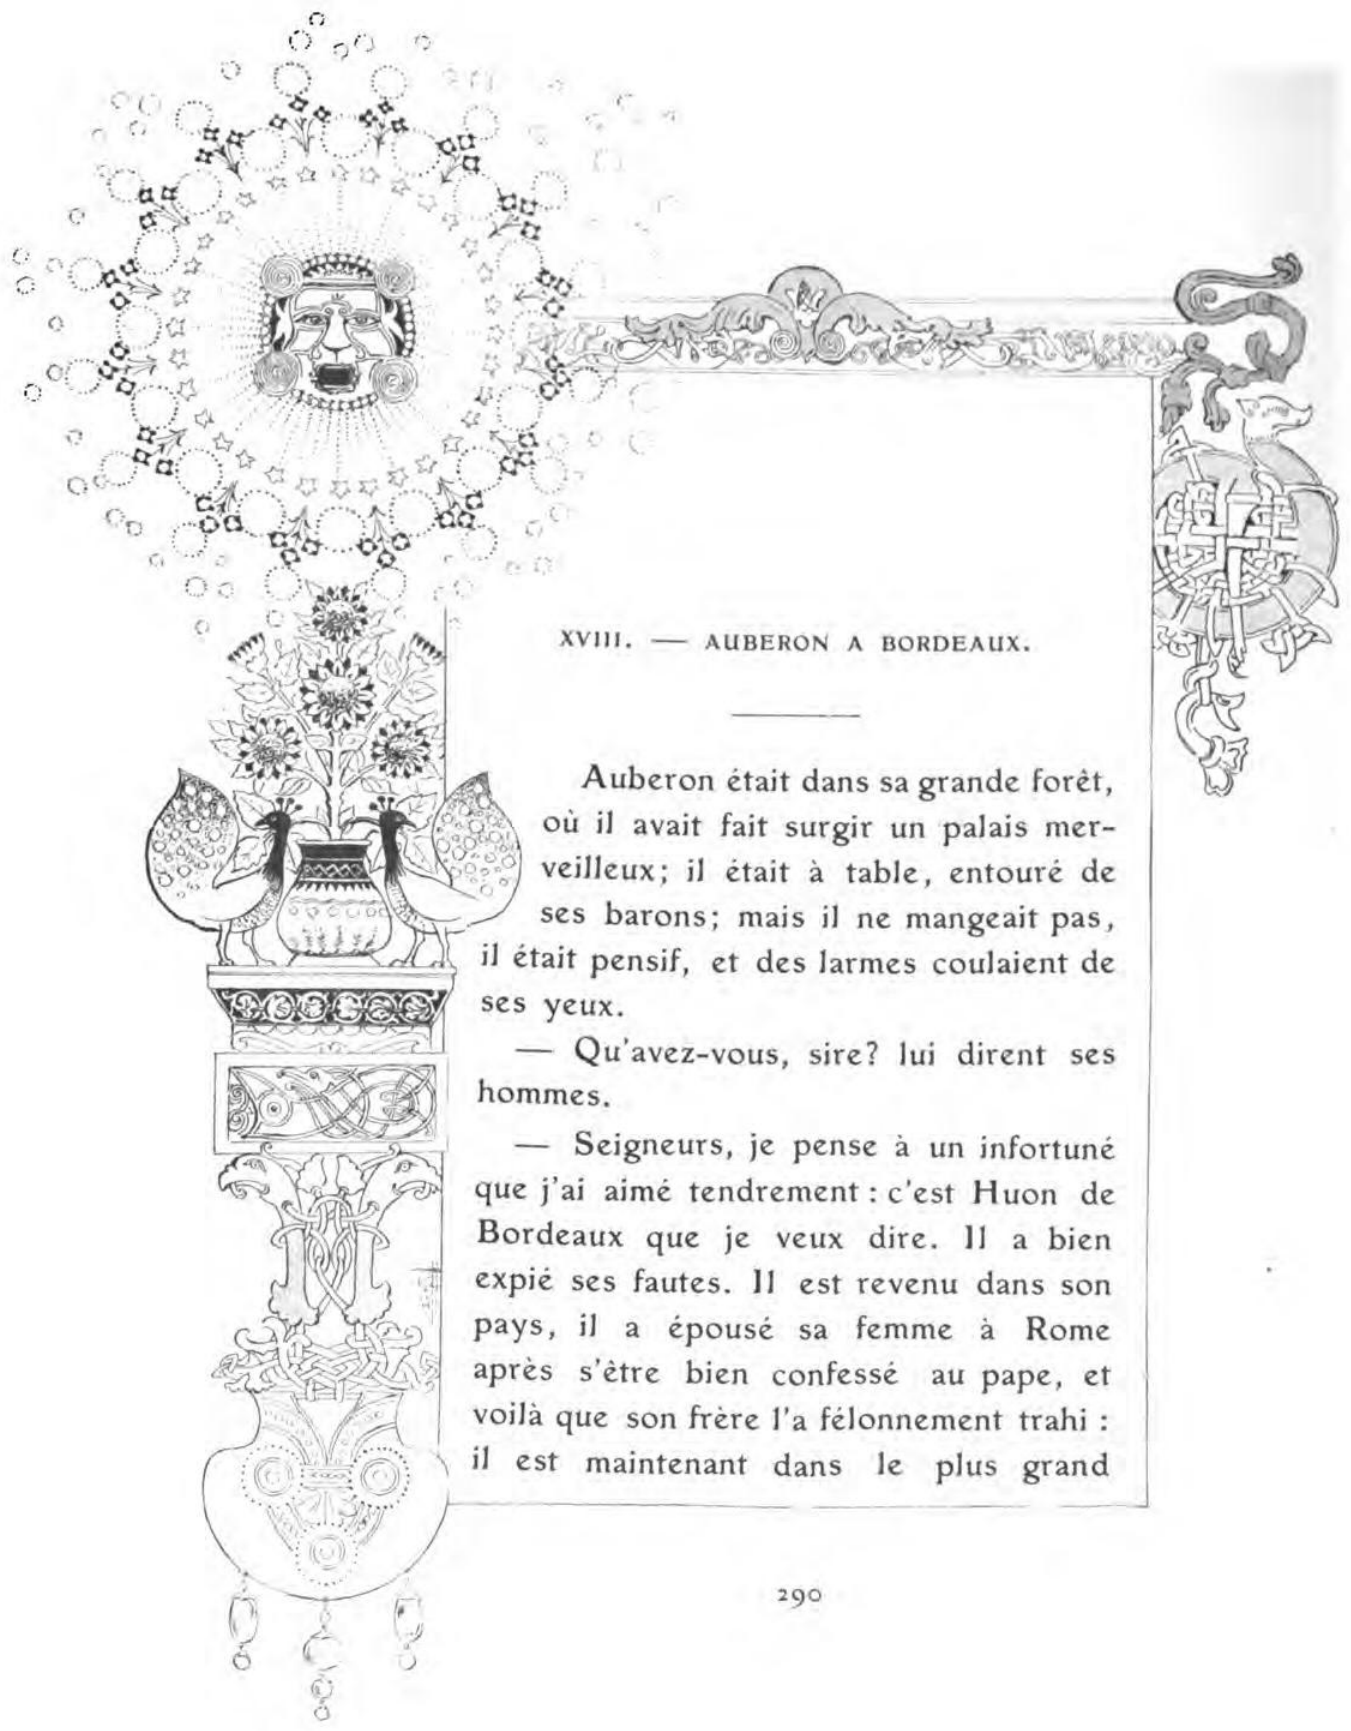 XVIII. — AUBERON A BORDEAUX.
Auberon était dans sa grande forêt,
où il avait fait surgir un palais mer-
veilleux; il était à table, entouré de
ses barons; mais il ne mangeait pas,
il était pensif, et des larmes coulaient de
ses yeux.
— Qu'avez-vous, sire? lui dirent ses
hommes.
— Seigneurs, je pense à un infortuné
que j'ai aimé tendrement : c'est Huon de
Bordeaux que je veux dire. Il a bien
expié ses fautes. Il est revenu dans son
pays, il a épousé sa femme à Rome
après s'être bien confessé au pape, et
voilà que son frère l'a félonnement trahi :
il est maintenant dans le plus grand
290